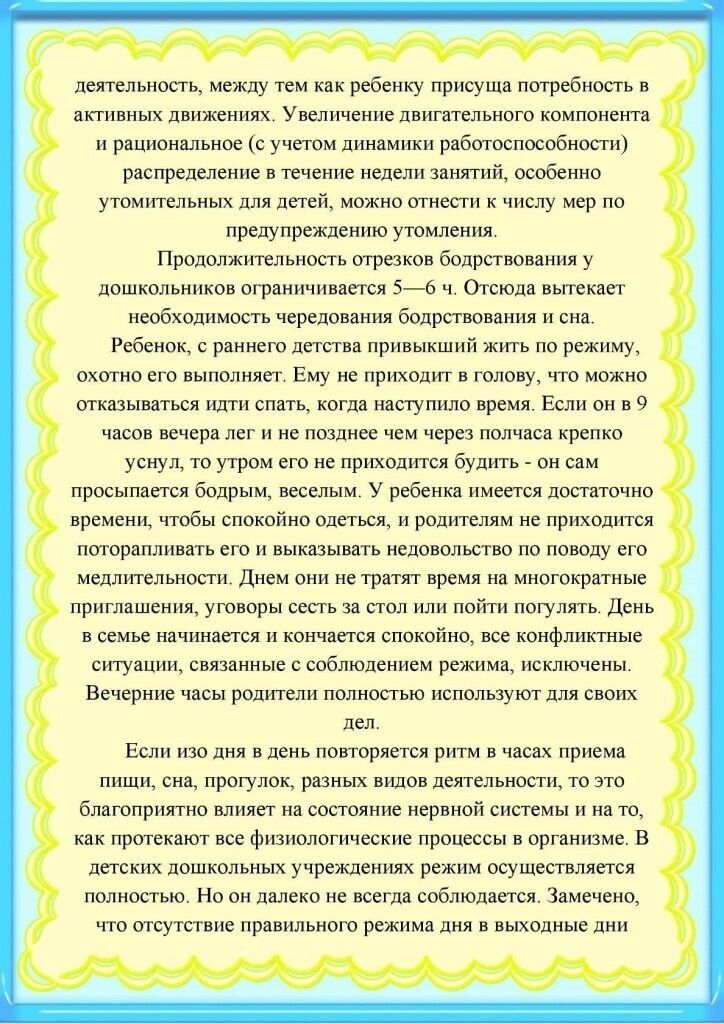 деятельность, между тем как ребенку присуща потребность в
активных движениях. Увеличение двигательного компонента
и рациональное (с учетом динамики работоспособности)
распределение в течение недели занятий, особенно
утомительных для детей, можно отнести к числу мер по
предупреждению утомления.
Продолжительность отрезков бодрствования у
дошкольников ограничивается 5—6 ч. Отсюда вытекает
необходимость чередования бодрствования и сна.
Ребенок, с раннего детства привыкший жить по режиму,
охотно его выполняет. Ему не приходит в голову, что можно
отказываться идти спать, когда наступило время. Если он в 9
часов вечера лег и не позднее чем через полчаса крепко
уснул, то утром его не приходится будить - он сам
просыпается бодрым, веселым. У ребенка имеется достаточно
времени, чтобы спокойно одеться, и родителям не приходится
поторапливать его и выказывать недовольство по поводу его
медлительности. Днем они не тратят время на многократные
приглашения, уговоры сесть за стол или пойти погулять. День
в семье начинается и кончается спокойно, все конфликтные
ситуации, связанные с соблюдением режима, исключены.
Вечерние часы родители полностью используют для своих
дел.
Если изо дня в день повторяется ритм в часах приема
пищи, сна, прогулок, разных видов деятельности, то это
благоприятно влияет на состояние нервной системы и на то,
как протекают все физиологические процессы в организме. В
детских дошкольных учреждениях режим осуществляется
полностью. Но он далеко не всегда соблюдается. Замечено,
что отсутствие правильного режима дня в выходные дни